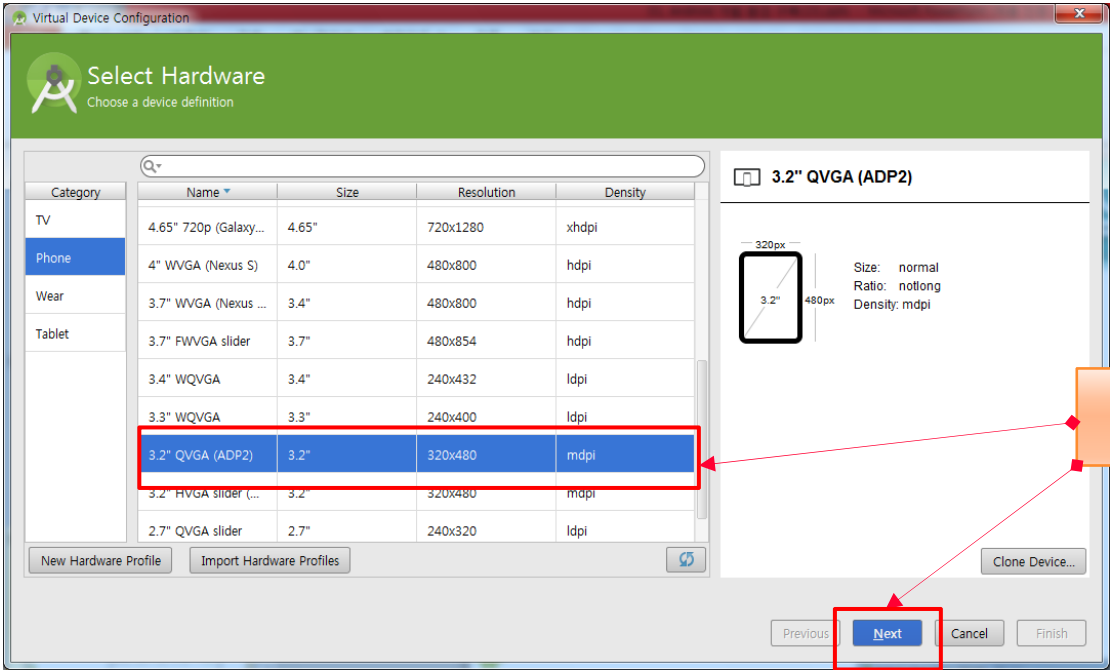 Virtual Device Configuration
Select Hardware
Choose a device definition
Category
TV
Phone
Wear
Tablet
Name Size Resolution Density
4.65" 720p (Galaxy... 4.65" 720x1280 xhdpi
4" WVGA (Nexus S) 4.0" 480x800 hdpi
3.7" WVGA (Nexus ... 3.4" 480x800 hdpi
3.7" FWVGA slider 3.7" 480x854 hdpi
3.4" WQVGA 3.4" 240x432 ldpi
3.3" WQVGA 3.3" 240x400 ldpi
3.2" QVGA (ADP2) 3.2" 320x480 mdpi
3.2" HVGA slider (... 3.2" 320x480 mdpi
2.7" QVGA slider 2.7" 240x320 ldpi
New Hardware Profile Import Hardware Profiles
3.2" QVGA (ADP2)
320px
3.2"
480px
Size: normal
Ratio: notlong
Density: mdpi
Clone Device...
Previous Next Cancel Finish